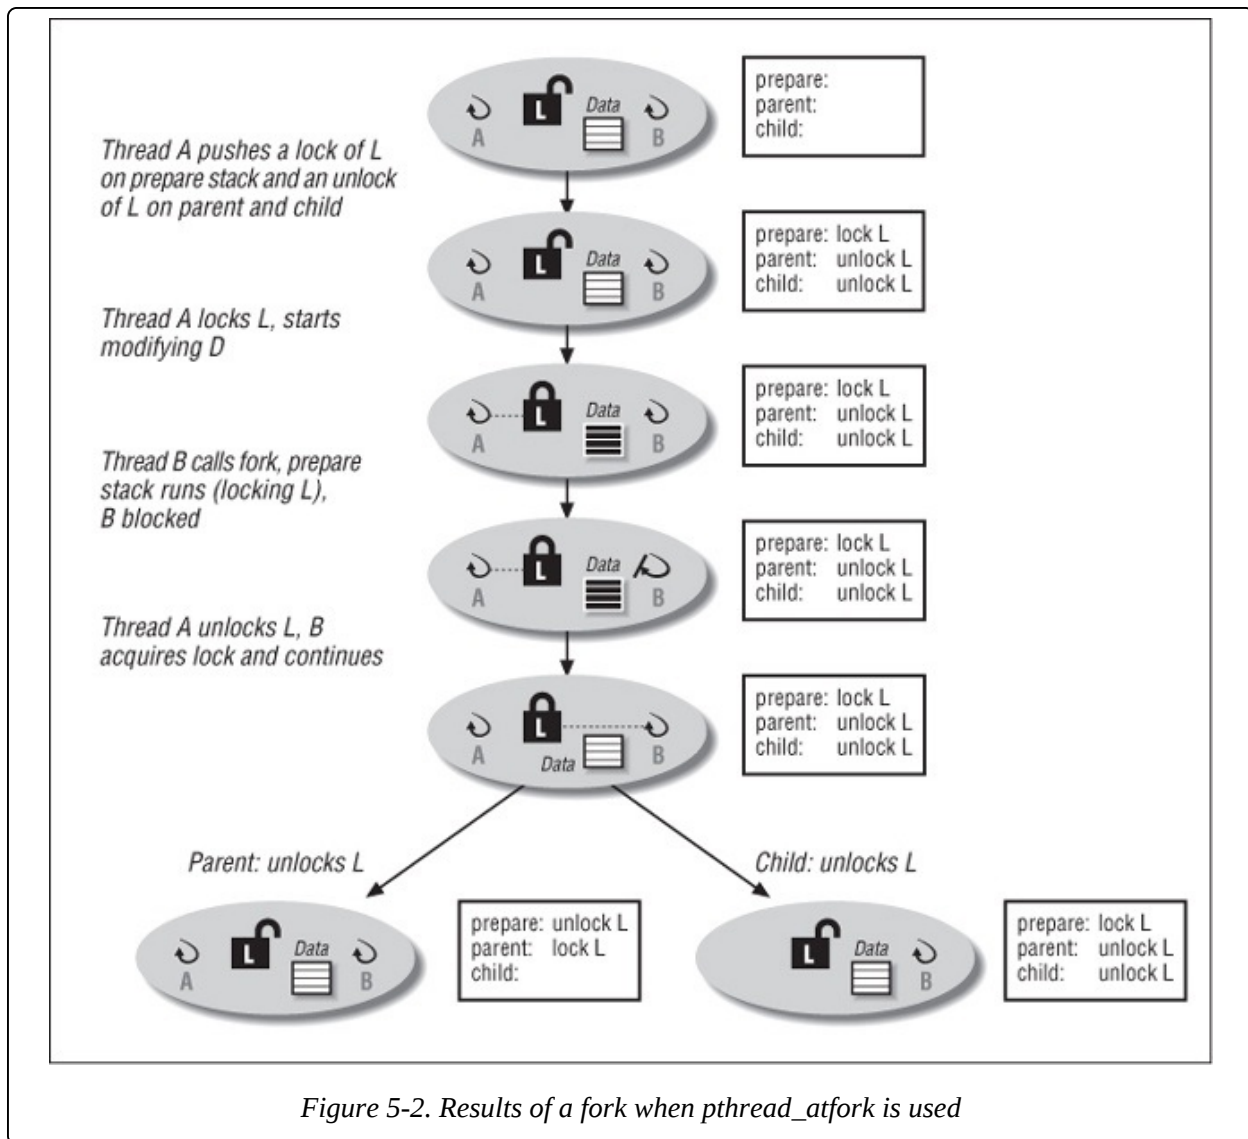 L
Data
A
B
prepare:
parent:
child:
Thread A pushes a lock of L
on prepare stack and an unlock
of L on parent and child
L
Data
A
B
prepare: lock L
parent: unlock L
child: unlock L
Thread A locks L, starts
modifying D
L
Data
A
B
prepare: lock L
parent: unlock L
child: unlock L
Thread B calls fork, prepare
stack runs (locking L),
B blocked
L
Data
A
B
prepare: lock L
parent: unlock L
child: unlock L
Thread A unlocks L, B
acquires lock and continues
L
Data
A
B
prepare: lock L
parent: unlock L
child: unlock L
Parent: unlocks L
L
Data
A
B
prepare: unlock L
parent: lock L
child:
Child: unlocks L
L
Data
B
prepare: lock L
parent: unlock L
child: unlock L
Figure 5-2. Results of a fork when pthread_atfork is used